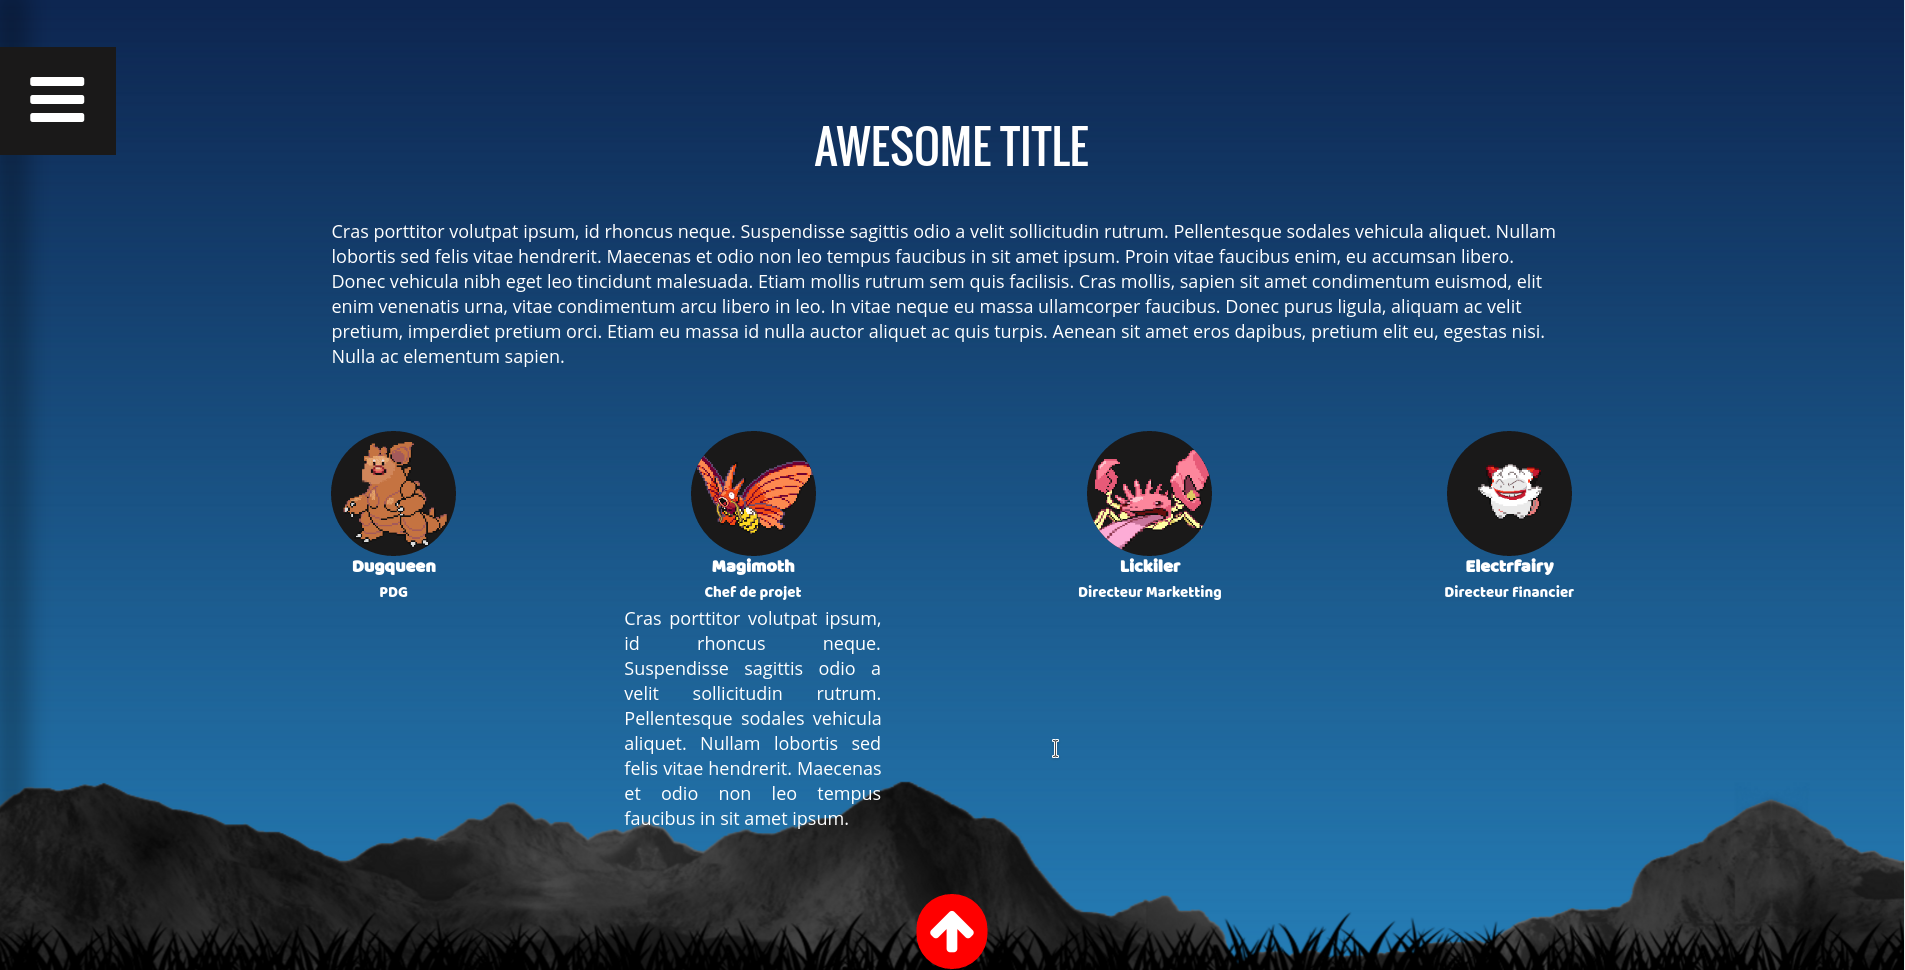 AWESOME TITLE
Cras porttitor volutpat ipsum, id rhoncus neque. Suspendisse sagittis odio a velit sollicitudin rutrum. Pellentesque sodales vehicula aliquet. Nullam
lobortis sed felis vitae hendrerit. Maecenas et odio non leo tempus faucibus in sit amet ipsum. Proin vitae faucibus enim, eu accumsan libero.
Donec vehicula nibh eget leo tincidunt malesuada. Etiam mollis rutrum sem quis facilisis. Cras mollis, sapien sit amet condimentum euismod, elit
enim venenatis urna, vitae condimentum arcu libero in leo. In vitae neque eu massa ullamcorper faucibus. Donec purus ligula, aliquam ac velit
pretium, imperdiet pretium orci. Etiam eu massa id nulla auctor aliquet ac quis turpis. Aenean sit amet eros dapibus, pretium elit eu, egestas nisi.
Nulla ac elementum sapien.
Dugqueen
PDG
Magimoth
Chef de projet
Cras porttitor volutpat ipsum,
id rhoncus neque.
Suspendisse sagittis odio a
velit sollicitudin rutrum.
Pellentesque sodales vehicula
aliquet. Nullam lobortis sed
felis vitae hendrerit. Maecenas
et odio non leo tempus
faucibus in sit amet ipsum.
Lickiler
Directeur Marketting
Electrfairy
Directeur financier